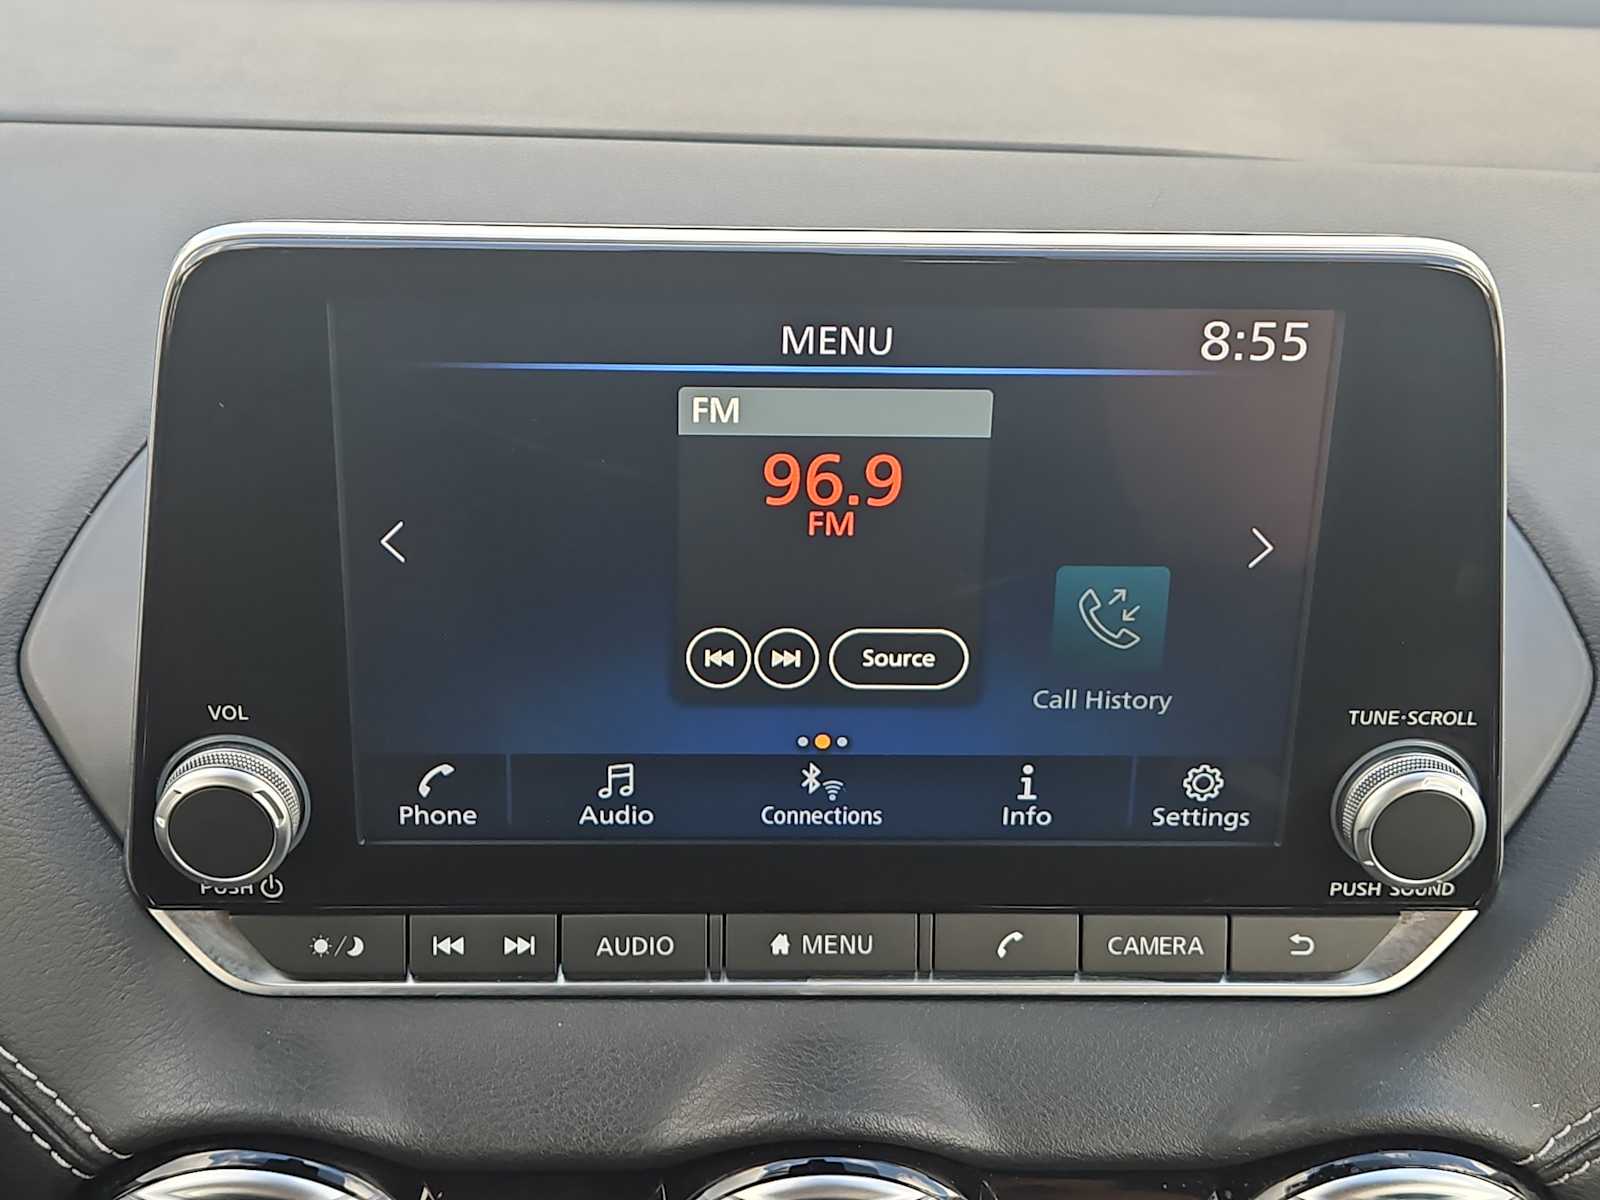 MENU
8:55
FM
96.9
FM
Source
Call History
VOL
TUNE·SCROLL
Phone
Audio
Connections
Info
Settings
PUSH
PUSH SOUND
AUDIO
MENU
CAMERA